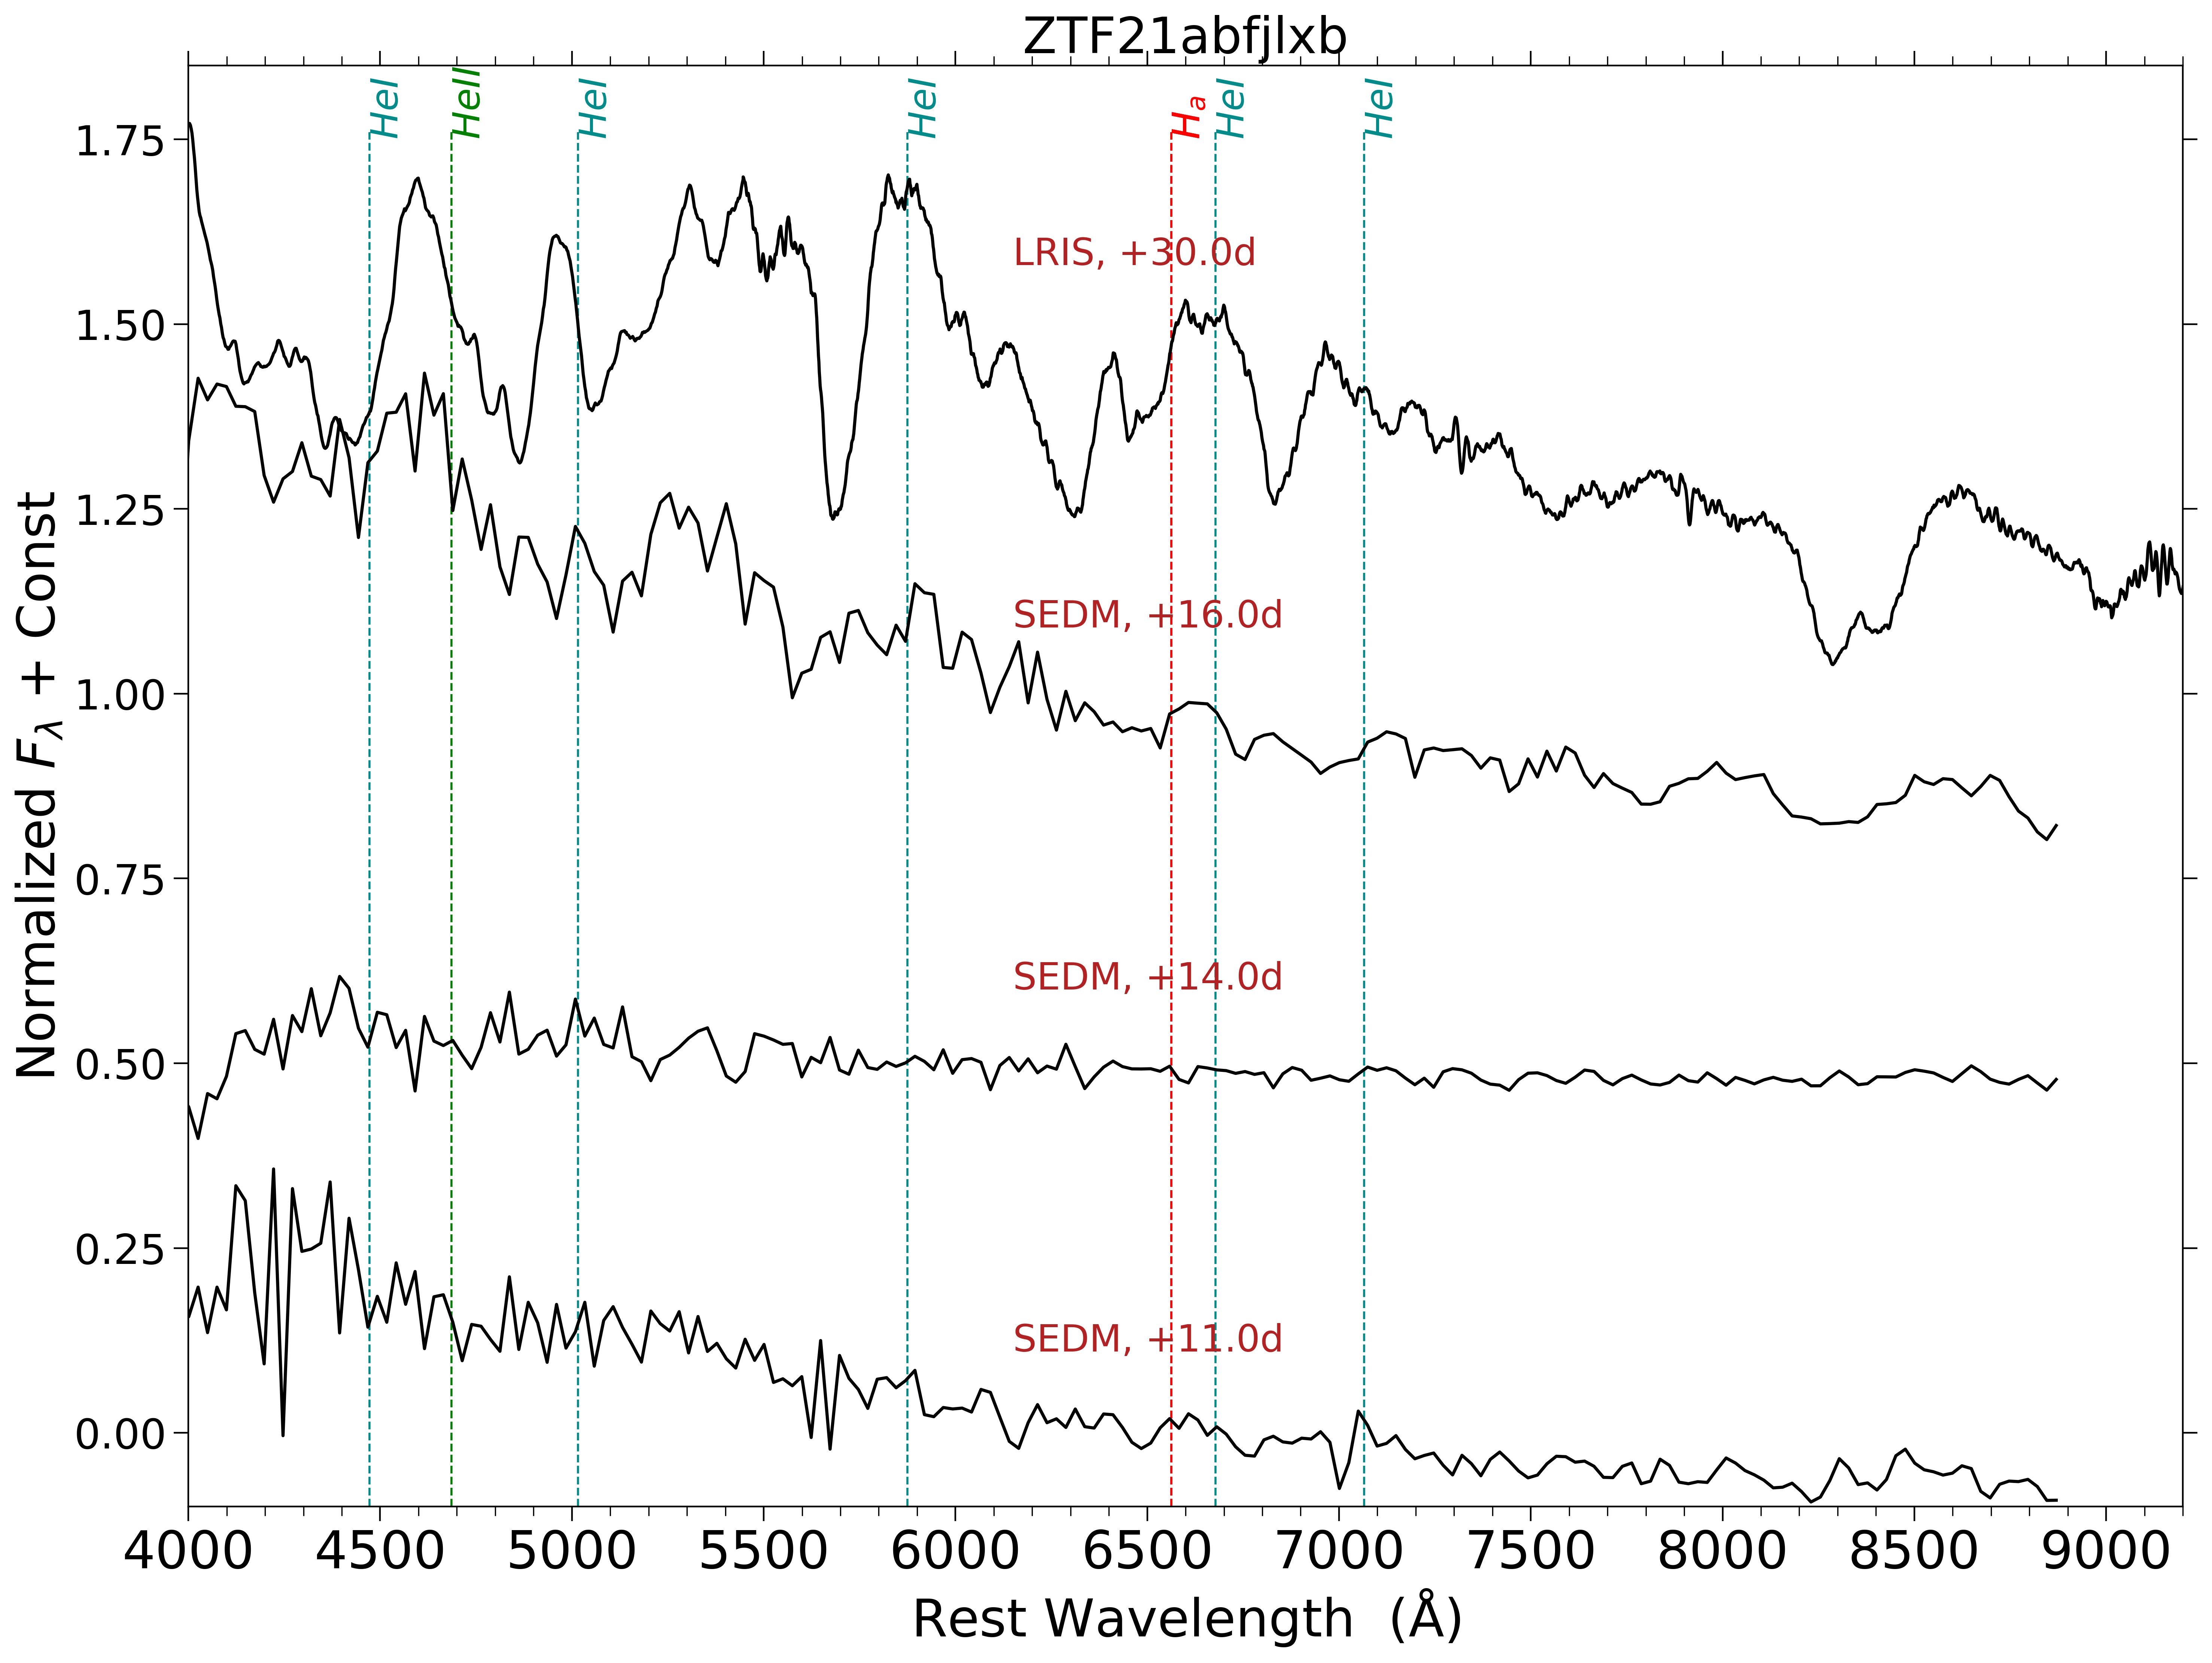 ZTF21abfjlxb
HeI
HeII
HeI
HeI
Ha
HeI
HeI
LRIS, +30.0d
SEDM, +16.0d
SEDM, +14.0d
SEDM, +11.0d
1.75
1.50
1.25
1.00
0.75
0.50
0.25
0.00
Normalized Fλ + Const
4000 4500 5000 5500 6000 6500 7000 7500 8000 8500 9000
Rest Wavelength (Å)